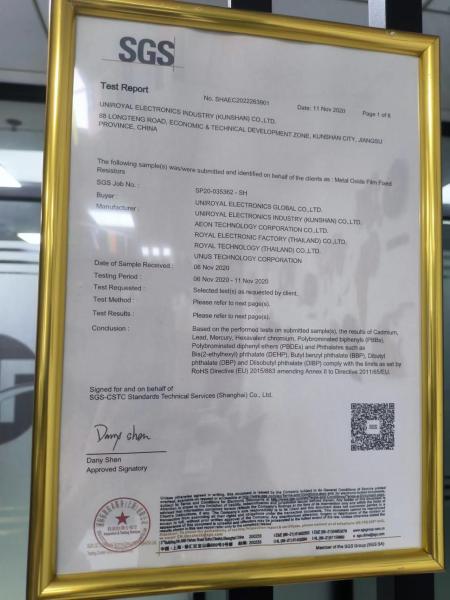 SGS
Test Report
No. SHAEC2022263901
Date: 11 Nov 2020
Page 1 of 6
UNIROYAL ELECTRONICS INDUSTRY (KUNSHAN) CO.,LTD.
88 LONGTENG ROAD, ECONOMIC & TECHNICAL DEVELOPMENT ZONE, KUNSHAN CITY, JIANGSU
PROVINCE, CHINA
The following sample(s) was/were submitted and identified on behalf of the clients as : Metal Oxide Film Fixed
Resistors
SGS Job No. : SP20-035362 - SH
Buyer : UNIROYAL ELECTRONICS GLOBAL CO.,LTD.
Manufacturer : UNIROYAL ELECTRONICS INDUSTRY (KUNSHAN) CO.,LTD.
AEON TECHNOLOGY CORPORATION CO.,LTD.
ROYAL ELECTRONIC FACTORY (THAILAND) CO.,LTD.
ROYAL TECHNOLOGY (THAILAND) CO.,LTD.
UNUS TECHNOLOGY CORPORATION
Date of Sample Received : 06 Nov 2020
Testing Period : 06 Nov 2020 - 11 Nov 2020
Test Requested : Selected test(s) as requested by client.
Test Method : Please refer to next page(s).
Test Results : Please refer to next page(s).
Conclusion : Based on the performed tests on submitted sample(s), the results of Cadmium,
Lead, Mercury, Hexavalent chromium, Polybrominated biphenyls (PBBs),
Polybrominated diphenyl ethers (PBDEs) and Phthalates such as
Bis(2-ethylhexyl) phthalate (DEHP), Butyl benzyl phthalate (BBP), Dibutyl
phthalate (DBP) and Diisobutyl phthalate (DIBP) comply with the limits as set by
RoHS Directive (EU) 2015/863 amending Annex II to Directive 2011/65/EU.
Signed for and on behalf of
SGS-CSTC Standards Technical Services (Shanghai) Co., Ltd.
Dany shen
Dany Shen
Approved Signatory
SGS
Member of the SGS Group (SGS SA)